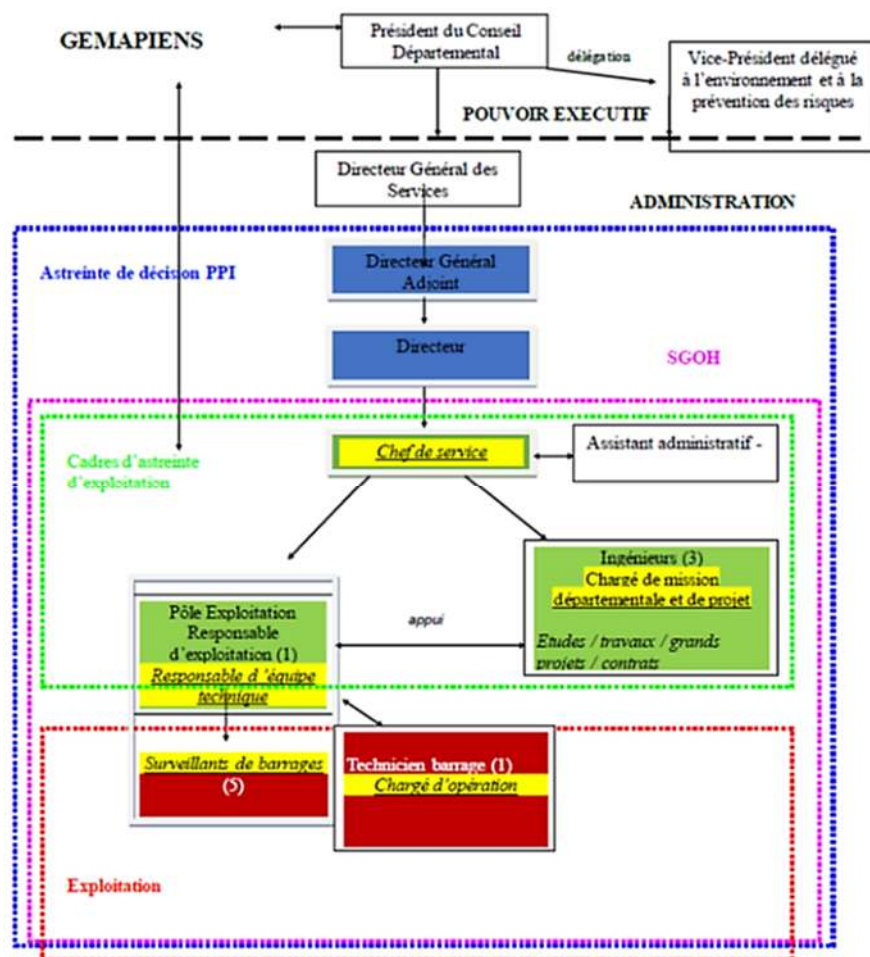 GEMAPIENS
Président du Conseil
Départemental
délégation
Vice-Président délégué
à l'environnement et à la
prévention des risques
POUVOIR EXECUTIF
Directeur Général des
Services
ADMINISTRATION
Astreinte de décision PPI
Directeur Général
Adjoint
Directeur
SGOH
Cadres d'astreinte
d'exploitation
Chef de service
Assistant administratif -
Ingénieurs (3)
Chargé de mission
départementale et de projet
Etudes / travaux / grands
projets / contrats
Pôle Exploitation
Responsable
d'exploitation (1)
Responsable d 'équipe
technique
appui
Surveillants de barrages
(5)
Technicien barrage (1)
Chargé d'opération
Exploitation